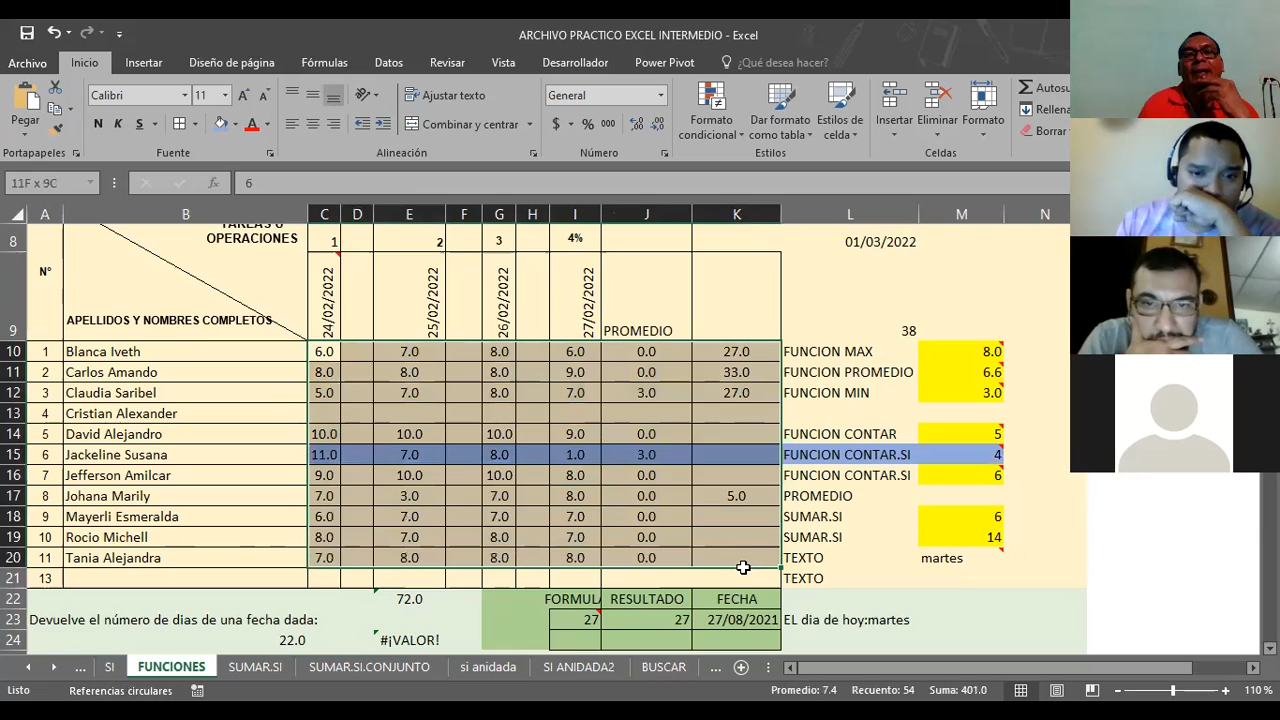 ARCHIVO PRACTICO EXCEL INTERMEDIO - Excel
Archivo Inicio Insertar Diseño de página Fórmulas Datos Revisar Vista Desarrollador Power Pivot ¿Qué desea hacer?
Pegar
Calibri 11
N K S
Ajustar texto
Combinar y centrar
General
$ % 000
Formato condicional
Dar formato como tabla
Estilos de celda
Insertar Eliminar Formato
Autosu
Rellena
Borrar
Portapapeles Fuente Alineación Número Estilos Celdas
11F x 9C fx 6
A B C D E F G H I J K L M N
8 TAREAS U OPERACIONES 1 2 3 4% 01/03/2022
9 N° APELLIDOS Y NOMBRES COMPLETOS 24/02/2022 25/02/2022 26/02/2022 27/02/2022 PROMEDIO 38
10 1 Blanca Iveth 6.0 7.0 8.0 6.0 0.0 27.0 FUNCION MAX 8.0
11 2 Carlos Amando 8.0 8.0 8.0 9.0 0.0 33.0 FUNCION PROMEDIO 6.6
12 3 Claudia Saribel 5.0 7.0 8.0 7.0 3.0 27.0 FUNCION MIN 3.0
13 4 Cristian Alexander
14 5 David Alejandro 10.0 10.0 10.0 9.0 0.0 FUNCION CONTAR 5
15 6 Jackeline Susana 11.0 7.0 8.0 1.0 3.0 FUNCION CONTAR.SI 4
16 7 Jefferson Amilcar 9.0 10.0 10.0 8.0 0.0 FUNCION CONTAR.SI 6
17 8 Johana Marily 7.0 3.0 7.0 8.0 0.0 5.0 PROMEDIO
18 9 Mayerli Esmeralda 6.0 7.0 7.0 7.0 0.0 SUMAR.SI 6
19 10 Rocio Michell 8.0 7.0 8.0 7.0 0.0 SUMAR.SI 14
20 11 Tania Alejandra 7.0 8.0 8.0 8.0 0.0 TEXTO martes
21 13 TEXTO
22 72.0 FORMULA RESULTADO FECHA
23 Devuelve el número de dias de una fecha dada: 27 27 27/08/2021 EL dia de hoy:martes
24 22.0 #¡VALOR!
... SI FUNCIONES SUMAR.SI SUMAR.SI.CONJUNTO si anidada SI ANIDADA2 BUSCAR ...
Listo Referencias circulares Promedio: 7.4 Recuento: 54 Suma: 401.0 110 %